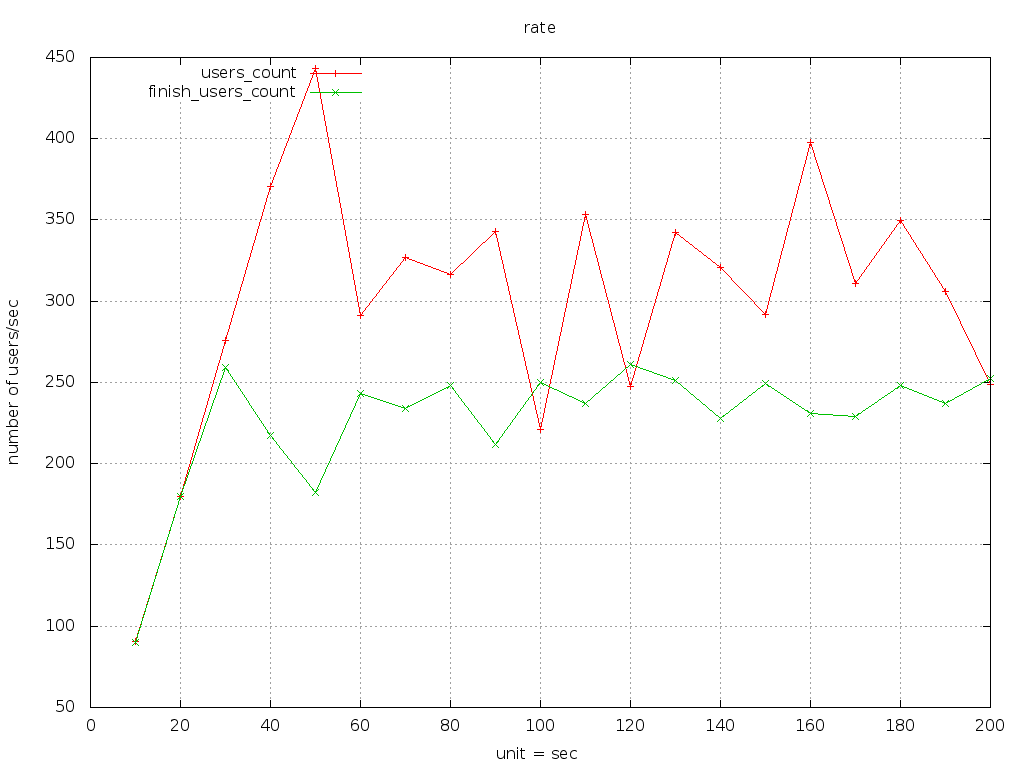 rate
450
users_count
finish_users_count
400
350
300
250
200
150
100
50
number of users/sec
0 20 40 60 80 100 120 140 160 180 200
unit = sec